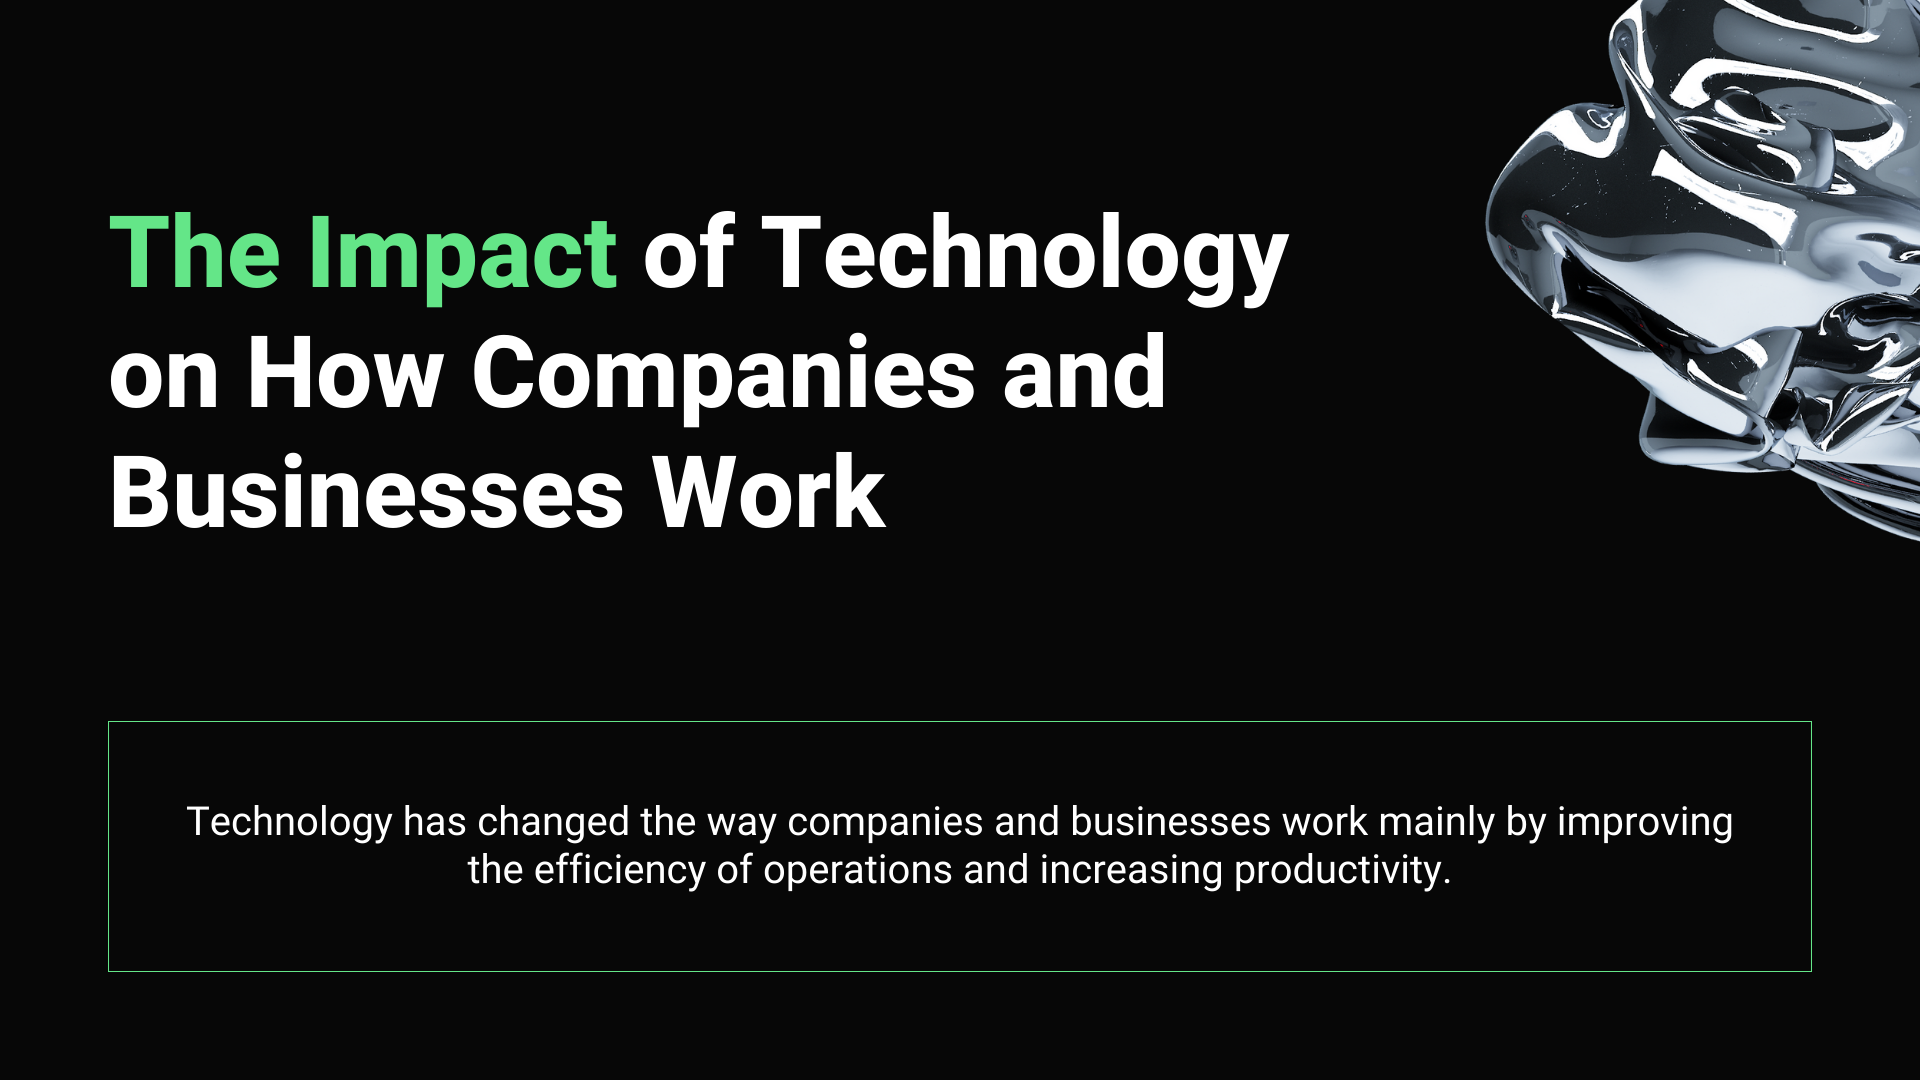 The Impact of Technology
on How Companies and
Businesses Work
Technology has changed the way companies and businesses work mainly by improving
the efficiency of operations and increasing productivity.